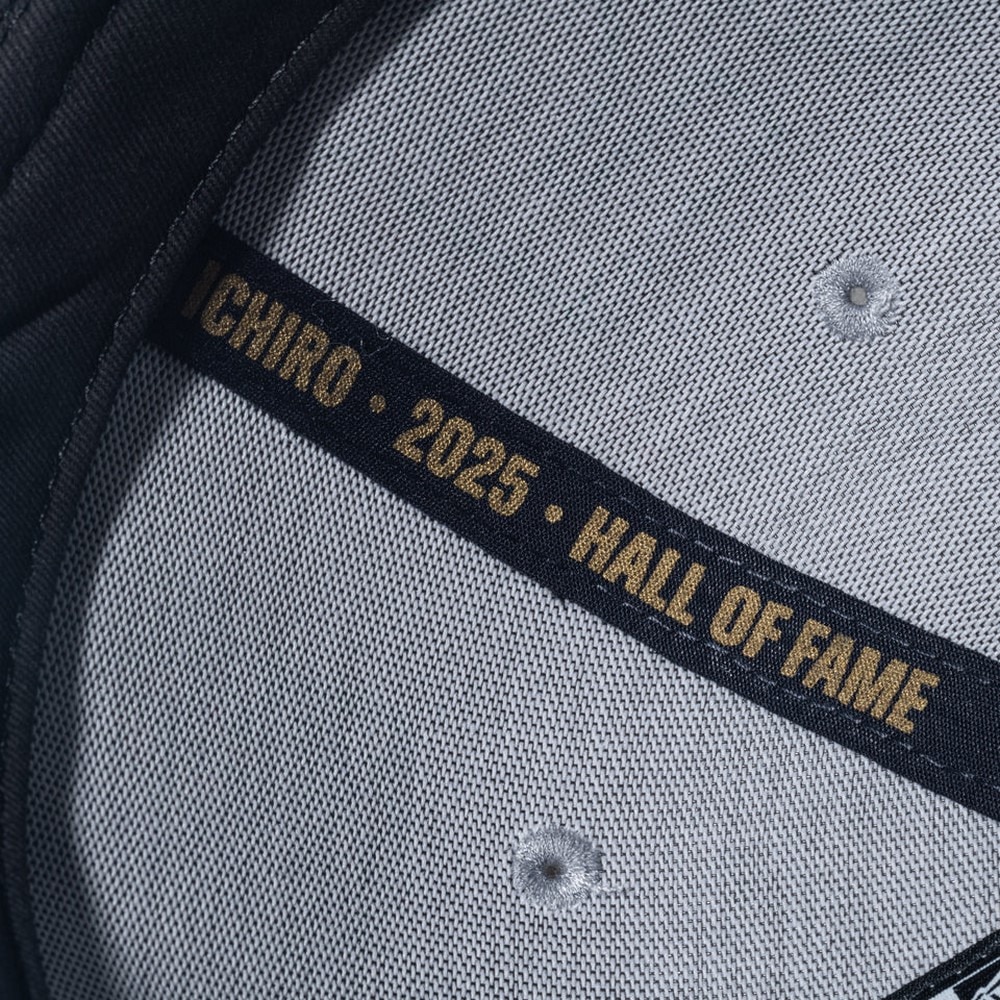 ICHIRO • 2025 • HALL OF FAME